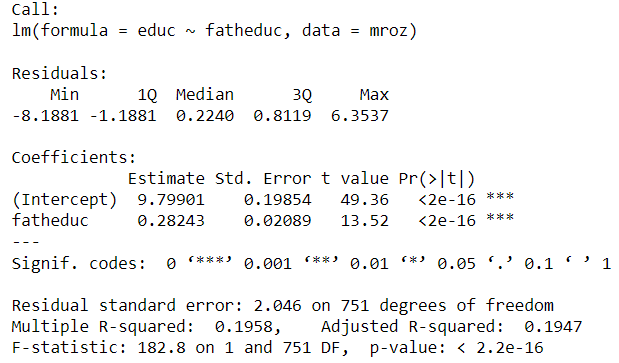 Call:
lm(formula = educ ~ fatheduc, data = mroz)
Residuals:
    Min      1Q  Median      3Q     Max
-8.1881 -1.1881  0.2240  0.8119  6.3537
Coefficients:
            Estimate Std. Error t value Pr(>|t|)
(Intercept)  9.79901    0.19854   49.36   <2e-16 ***
fatheduc     0.28243    0.02089   13.52   <2e-16 ***
---
Signif. codes:  0 ‘***’ 0.001 ‘**’ 0.01 ‘*’ 0.05 ‘.’ 0.1 ‘ ’ 1
Residual standard error: 2.046 on 751 degrees of freedom
Multiple R-squared:  0.1958,    Adjusted R-squared:  0.1947
F-statistic: 182.8 on 1 and 751 DF,  p-value: < 2.2e-16